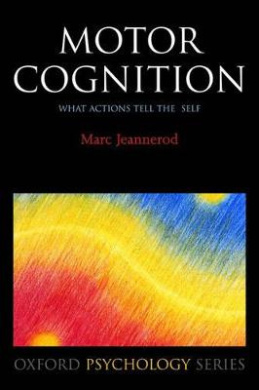 MOTOR
COGNITION
WHAT ACTIONS TELL THE SELF
Marc Jeannerod
OXFORD PSYCHOLOGY SERIES